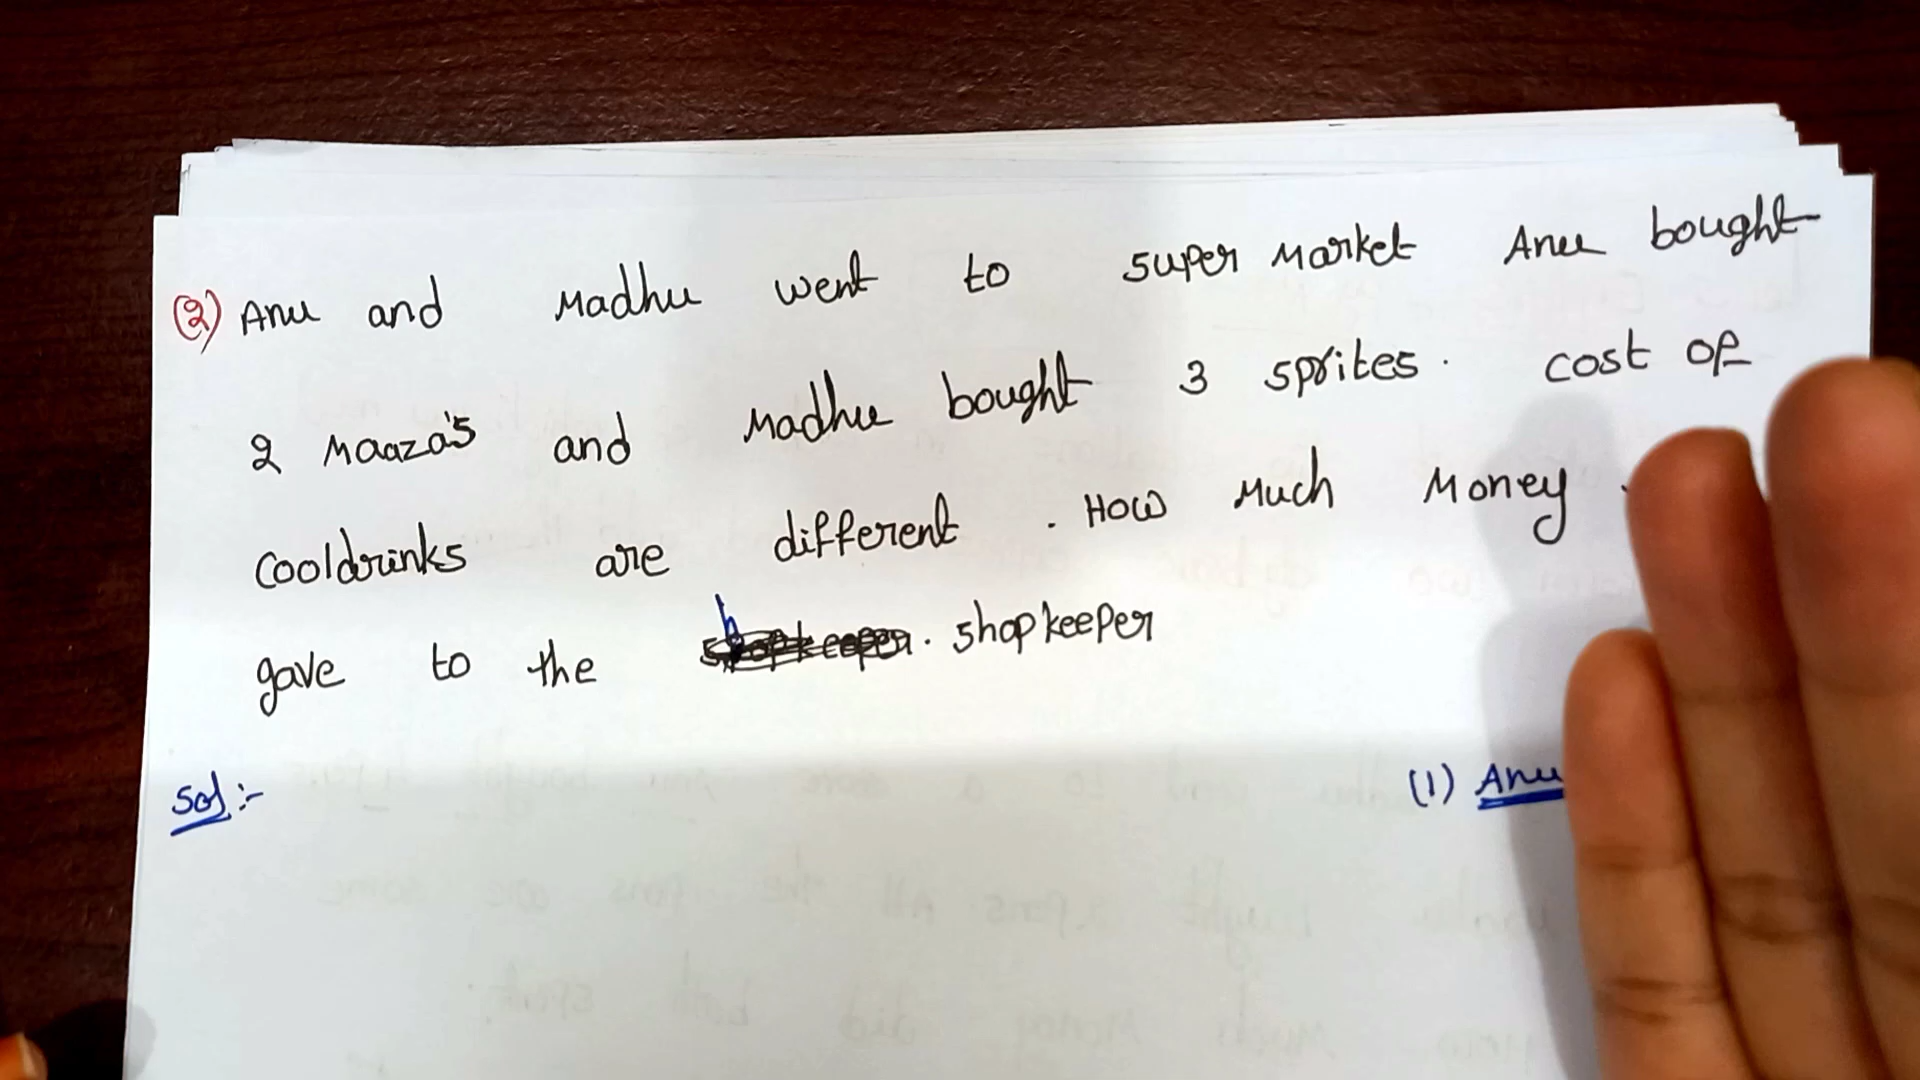 (2) Anu and Madhu went to super market Anu bought
2 Maaza's and Madhu bought 3 sprites. cost of
cooldrinks are different. How Much Money
gave to the shopkeeper
Sol:-
(1) Anu